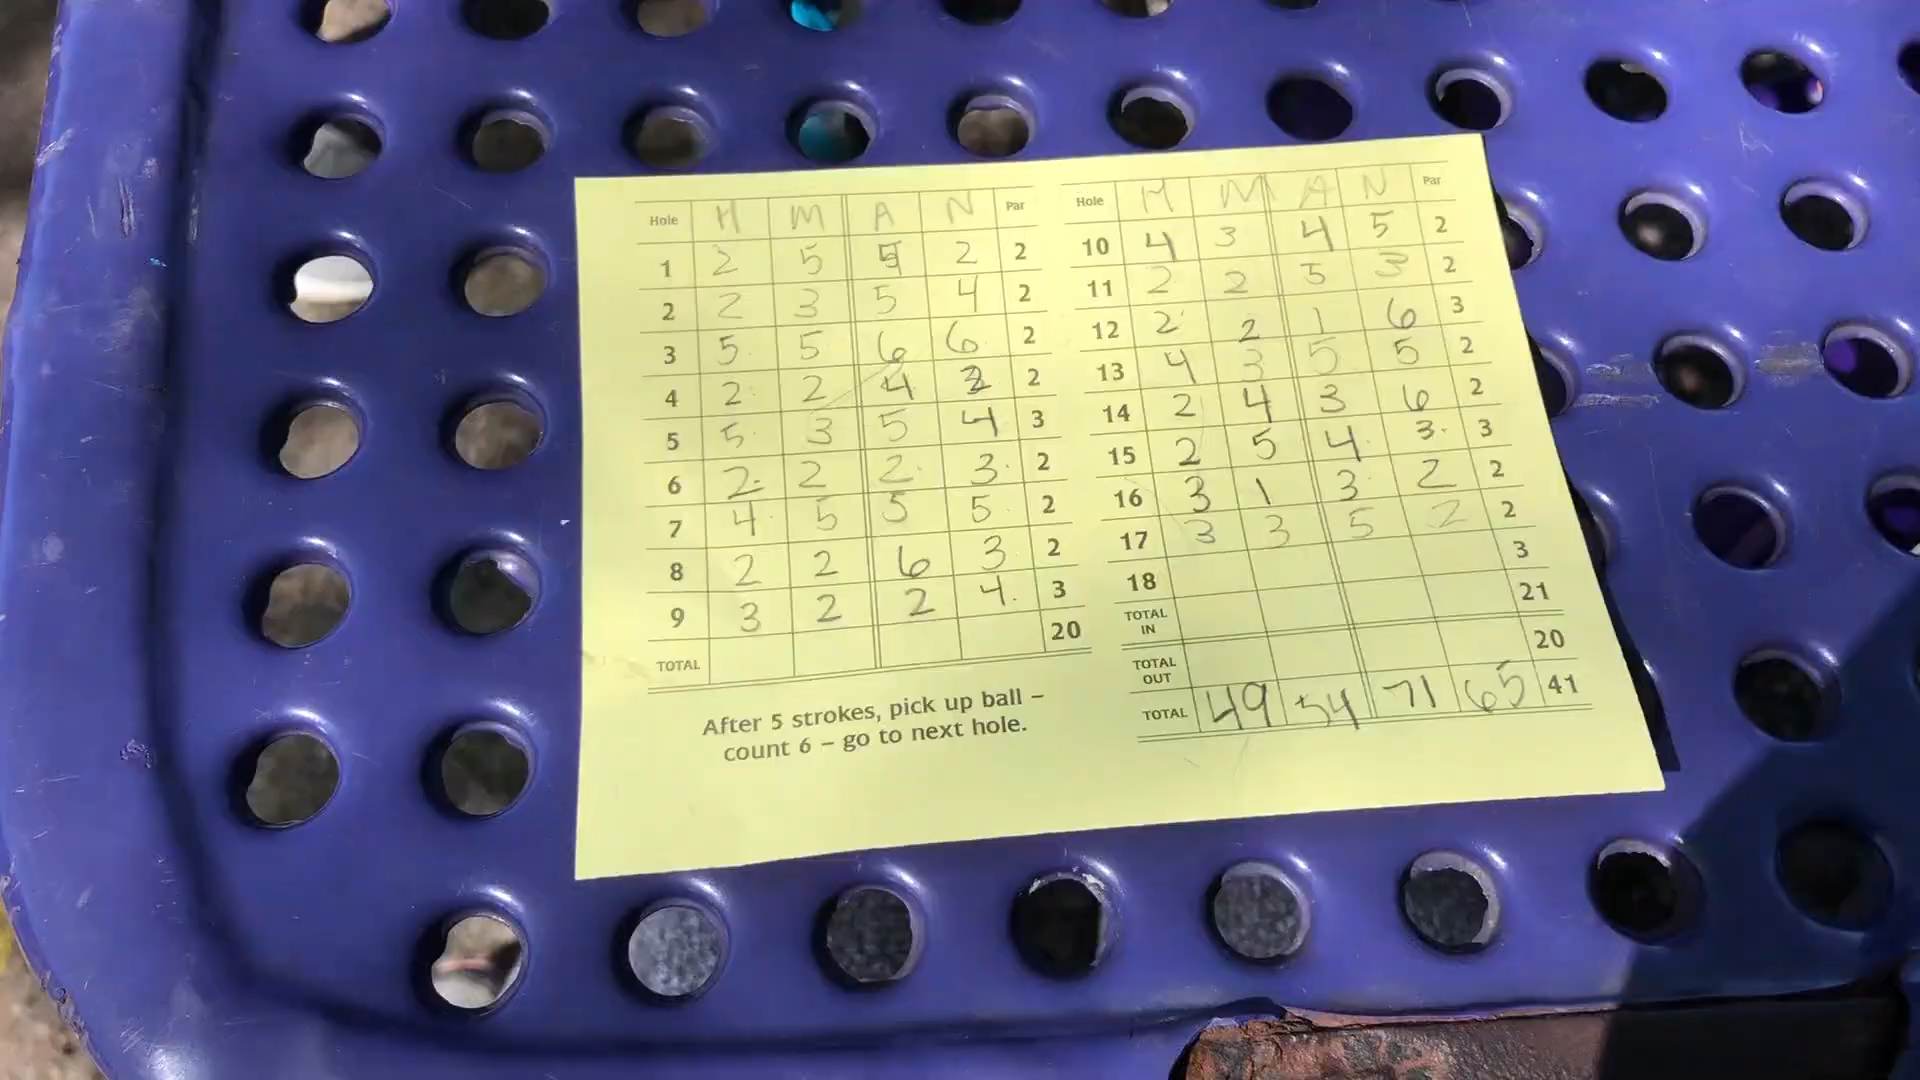 Hole H M A N Par
1 2 5 5 2 2
2 2 3 5 4 2
3 5 5 6 6 2
4 2 2 4 2
5 5 3 5 4 3
6 2 2 2 3 2
7 4 5 5 5 2
8 2 2 6 3 2
9 3 2 2 4 3
TOTAL 20
After 5 strokes, pick up ball –
count 6 – go to next hole.
Hole H M A N Par
10 4 3 4 5 2
11 2 2 5 3 2
12 2 2 1 6 3
13 4 3 5 5 2
14 2 4 3 6 2
15 2 5 4 3 3
16 3 1 3 2 2
17 3 3 5 2 2
18 3
TOTAL IN 21
TOTAL OUT 20
TOTAL 49 54 71 65 41